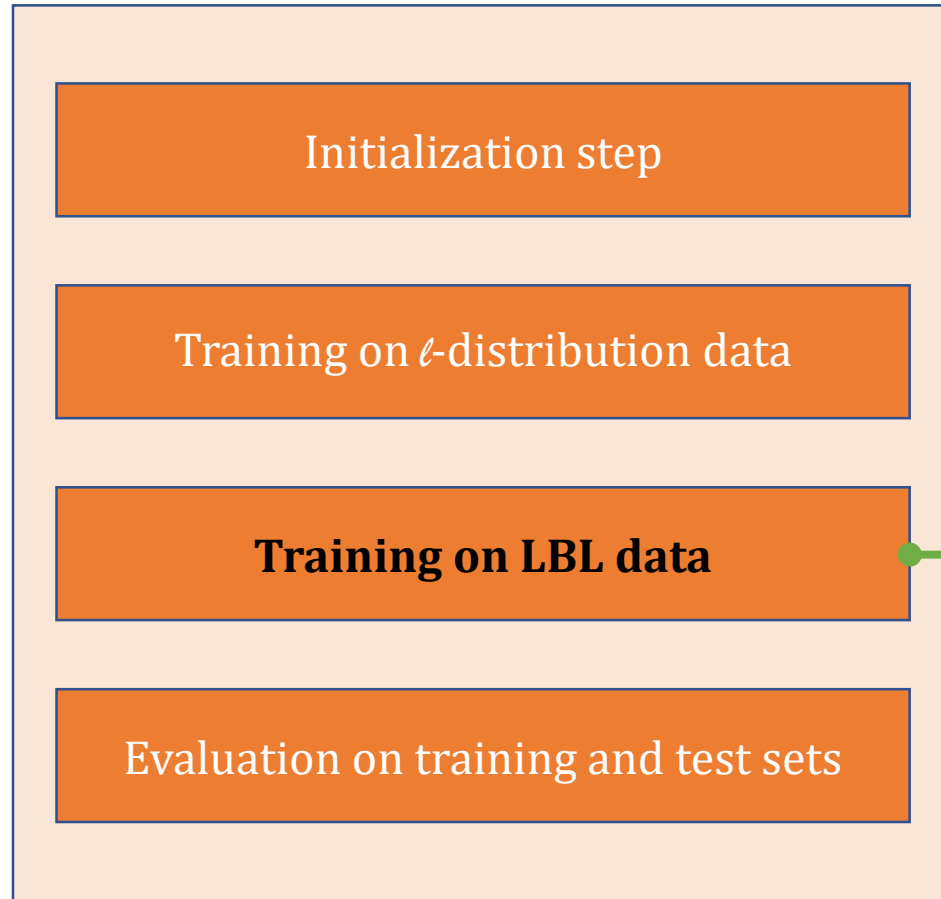 Initialization step
Training on ℓ-distribution data
Training on LBL data
Evaluation on training and test sets